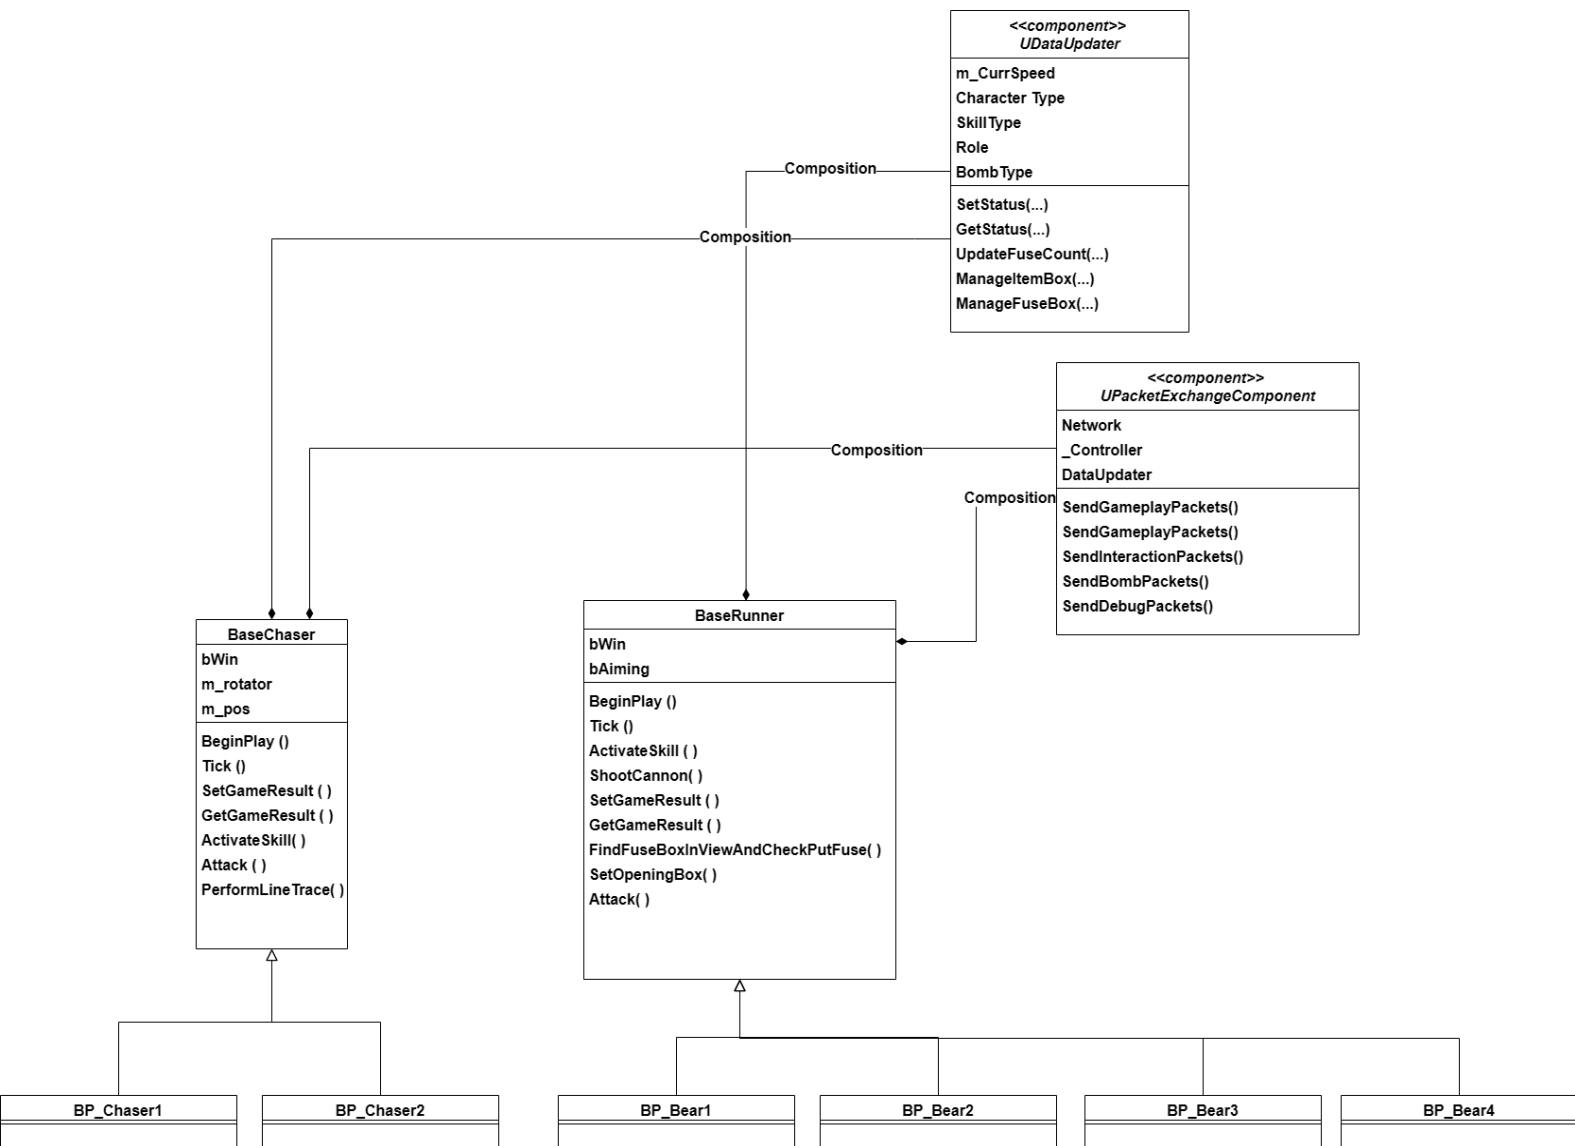 <<component>>
UDataUpdater
m_CurrSpeed
Character Type
SkillType
Role
BombType
SetStatus(...)
GetStatus(...)
UpdateFuseCount(...)
ManageItemBox(...)
ManageFuseBox(...)
Composition
Composition
<<component>>
UPacketExchangeComponent
Network
_Controller
DataUpdater
SendGameplayPackets()
SendGameplayPackets()
SendInteractionPackets()
SendBombPackets()
SendDebugPackets()
Composition
Composition
BaseChaser
bWin
m_rotator
m_pos
BeginPlay ()
Tick ()
SetGameResult ( )
GetGameResult ( )
ActivateSkill( )
Attack ( )
PerformLineTrace( )
BaseRunner
bWin
bAiming
BeginPlay ()
Tick ()
ActivateSkill ( )
ShootCannon( )
SetGameResult ( )
GetGameResult ( )
FindFuseBoxInViewAndCheckPutFuse( )
SetOpeningBox( )
Attack( )
BP_Chaser1
BP_Chaser2
BP_Bear1
BP_Bear2
BP_Bear3
BP_Bear4